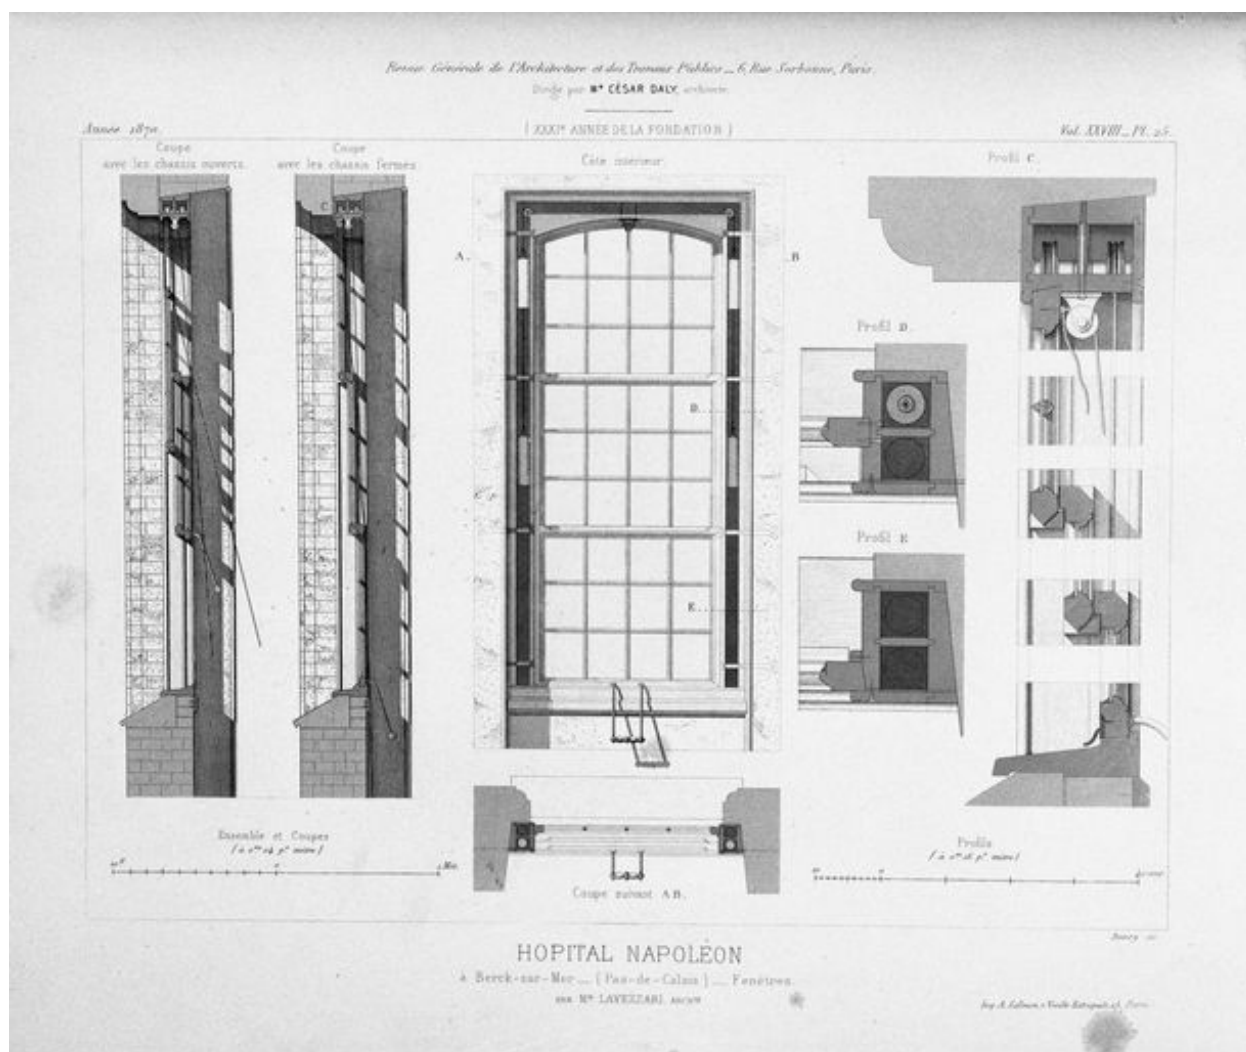 Revue Générale de l'Architecture et des Travaux Publics _ 6, Rue Sorbonne, Paris.
Dirigé par Mr CÉSAR DALY, architecte.
Année 1870.
( XXXIe ANNÉE DE LA FONDATION )
Vol. XXVIII _ Pl. 25.
Coupe
avec les chassis ouverts.
Coupe
avec les chassis fermés
Côté intérieur.
Profil C.
C
A.
B
Profil D.
D
Profil E
E
Ensemble et Coupes
Coupe suivant AB.
Profils
HOPITAL NAPOLÉON
à Berck-sur-Mer _ ( Pas-de-Calais ) _ Fenêtres.
PAR Mr LAVEZZARI,
Paris